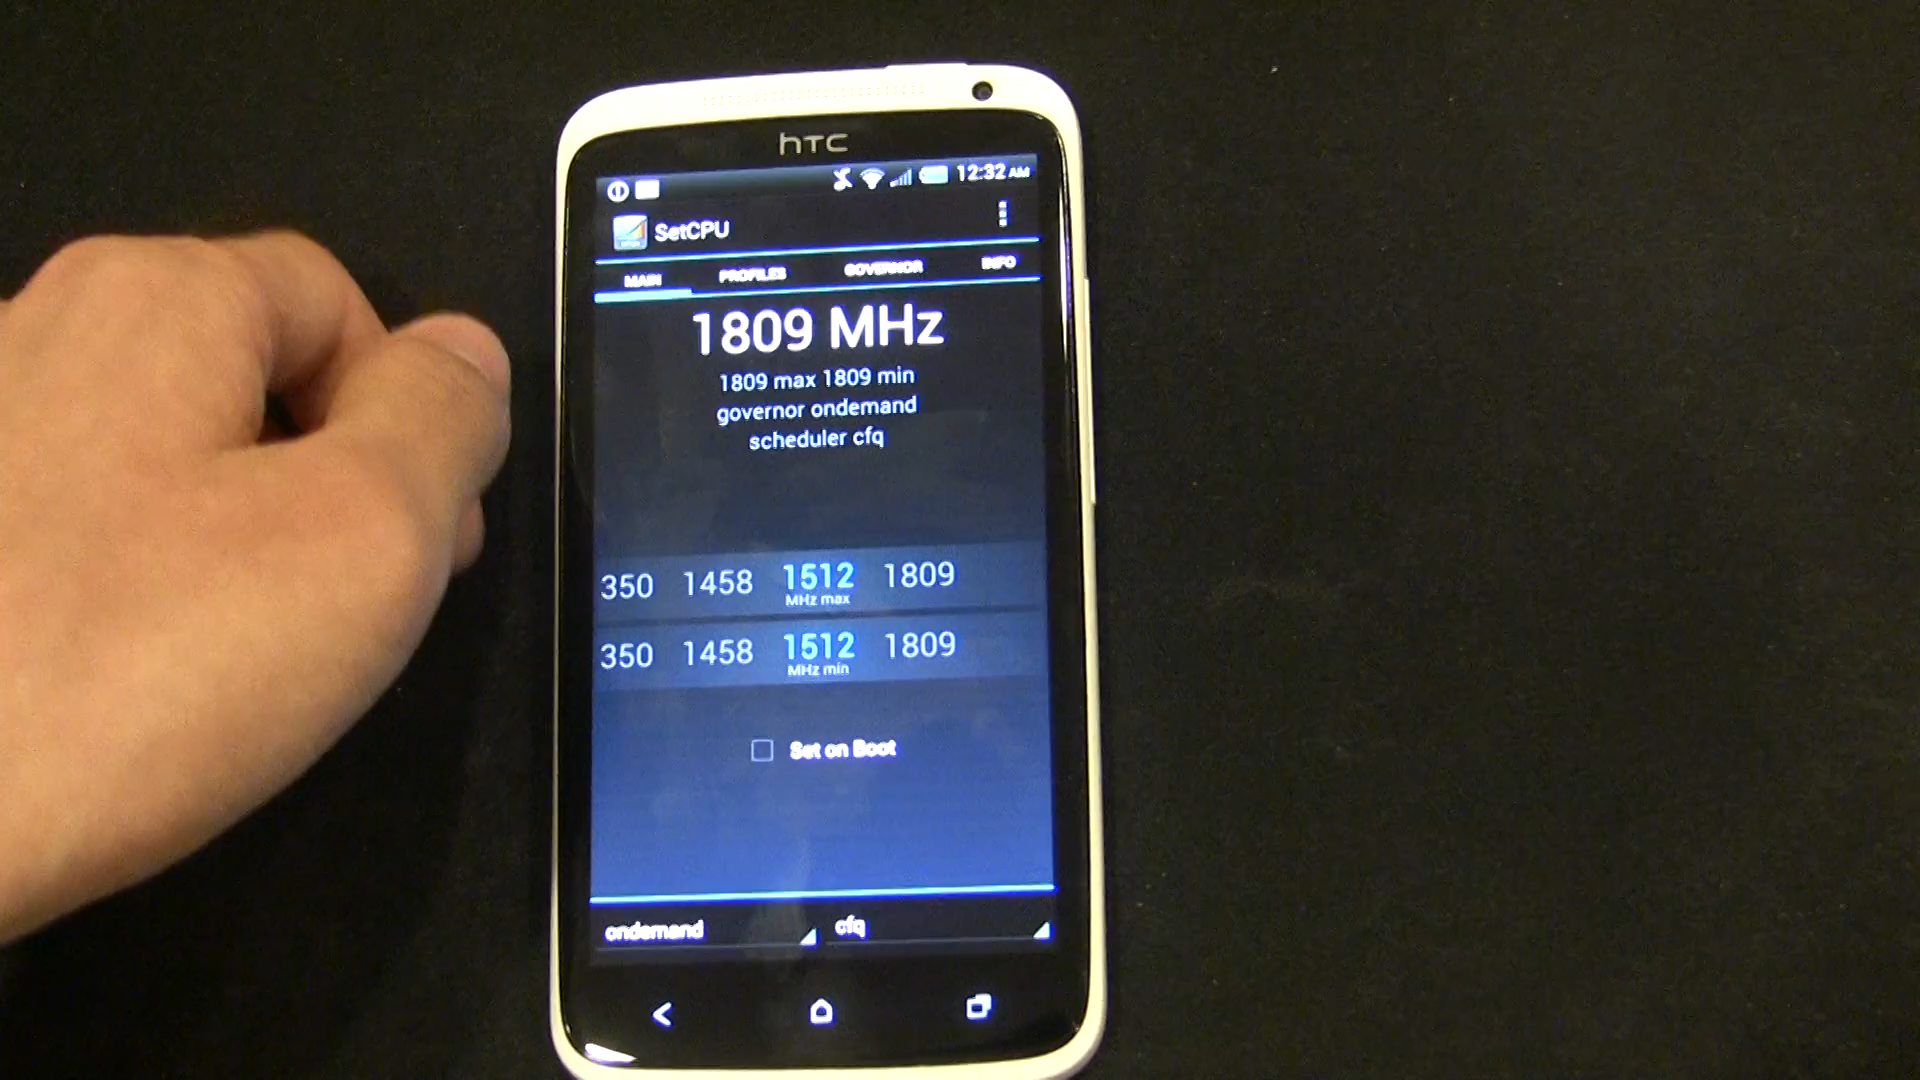 hTC
12:32 AM
SetCPU
MAIN PROFILES GOVERNOR INFO
1809 MHz
1809 max 1809 min
governor ondemand
scheduler cfq
350 1458 1512 1809
MHz max
350 1458 1512 1809
MHz min
Set on Boot
ondemand cfq